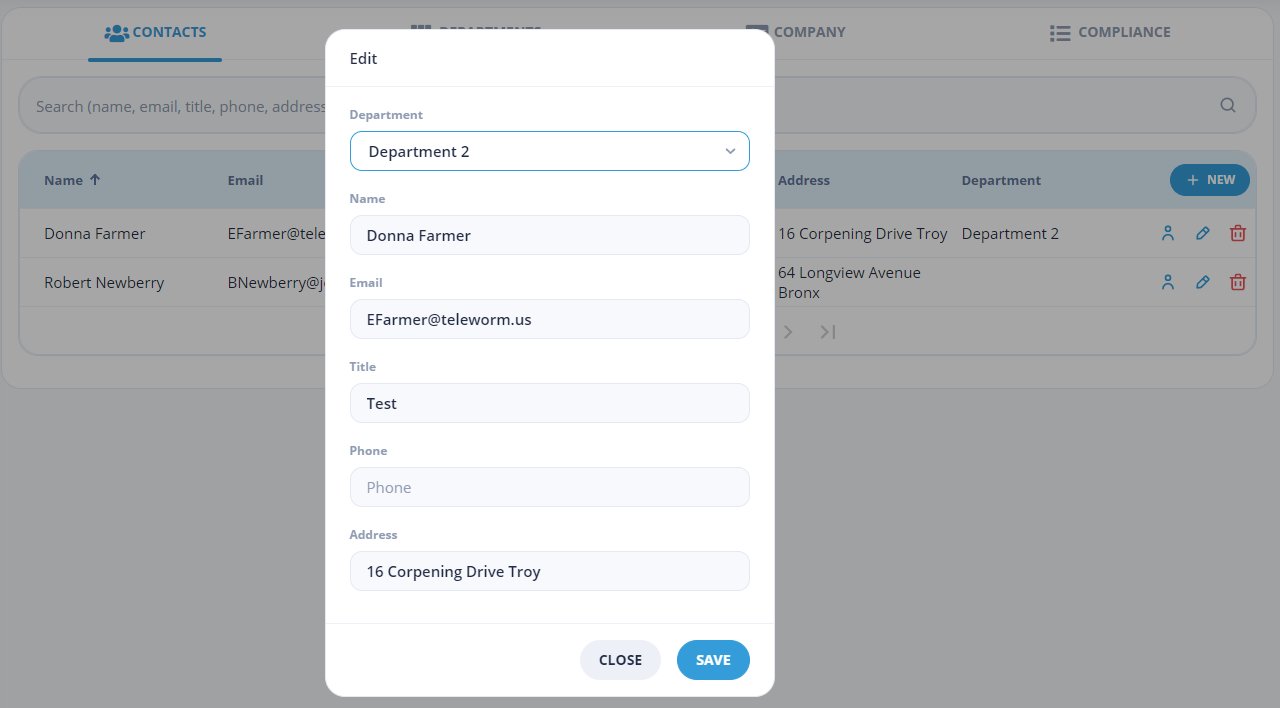 CONTACTS
DEPARTMENTS
COMPANY
COMPLIANCE
Edit
Search (name, email, title, phone, address
Department
Department 2
Name
Email
Address
Department
NEW
Name
Donna Farmer
Donna Farmer
EFarmer@tele
16 Corpening Drive Troy
Department 2
Email
Robert Newberry
BNewberry@j
64 Longview Avenue
Bronx
EFarmer@teleworm.us
Title
Test
Phone
Phone
Address
16 Corpening Drive Troy
CLOSE
SAVE